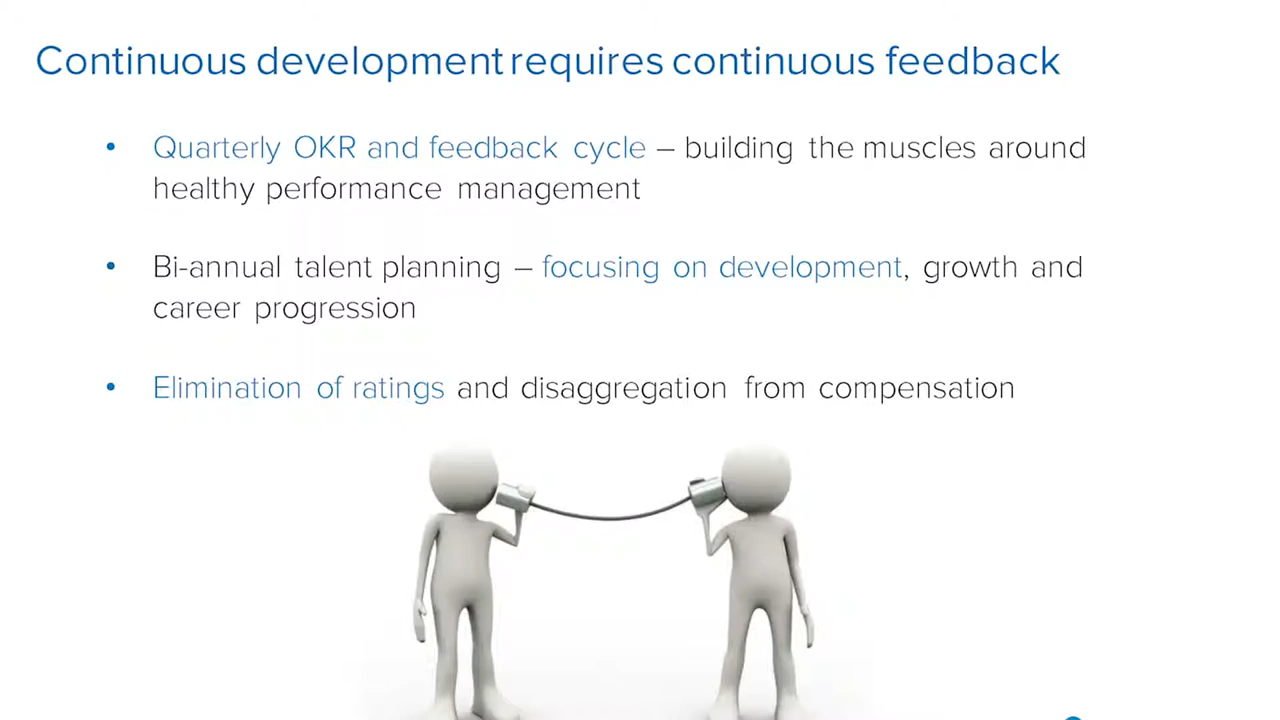 Continuous development requires continuous feedback
• Quarterly OKR and feedback cycle – building the muscles around
healthy performance management
• Bi-annual talent planning – focusing on development, growth and
career progression
• Elimination of ratings and disaggregation from compensation